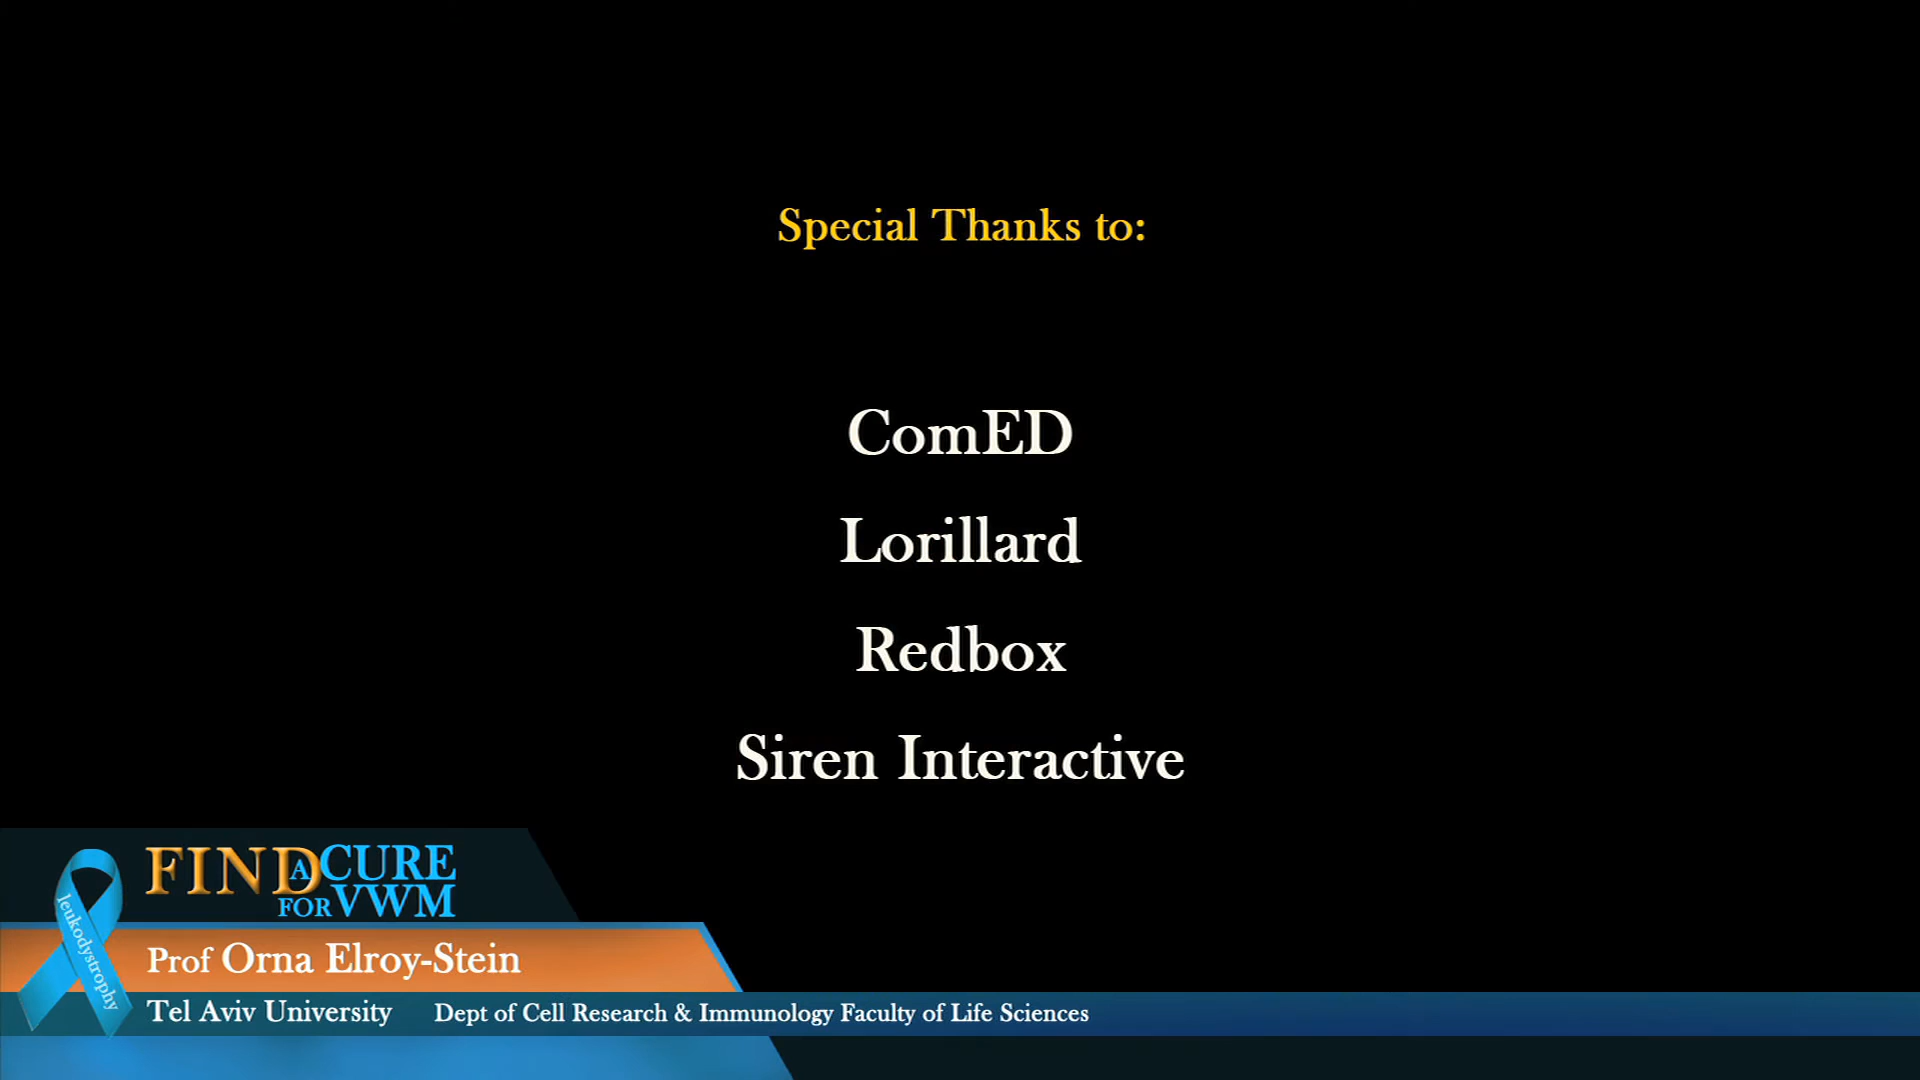 Special Thanks to:
ComED
Lorillard
Redbox
Siren Interactive
FIND A CURE
FOR VWM
leukodystrophy
Prof Orna Elroy-Stein
Tel Aviv University Dept of Cell Research & Immunology Faculty of Life Sciences